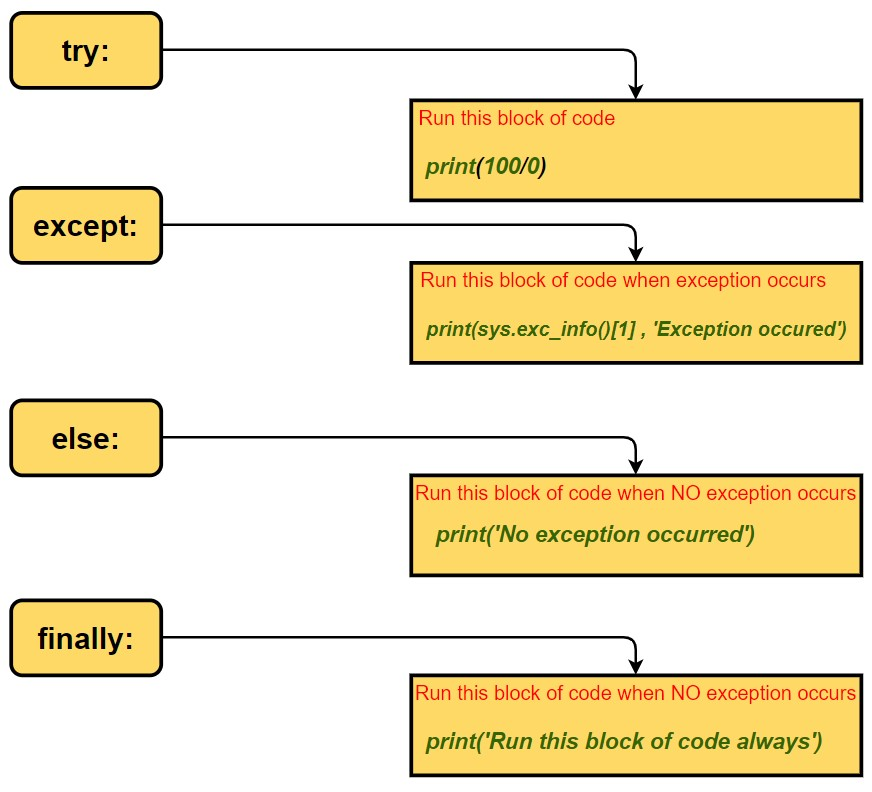 try:
Run this block of code
print(100/0)
except:
Run this block of code when exception occurs
print(sys.exc_info()[1] , 'Exception occured')
else:
Run this block of code when NO exception occurs
print('No exception occurred')
finally:
Run this block of code when NO exception occurs
print('Run this block of code always')